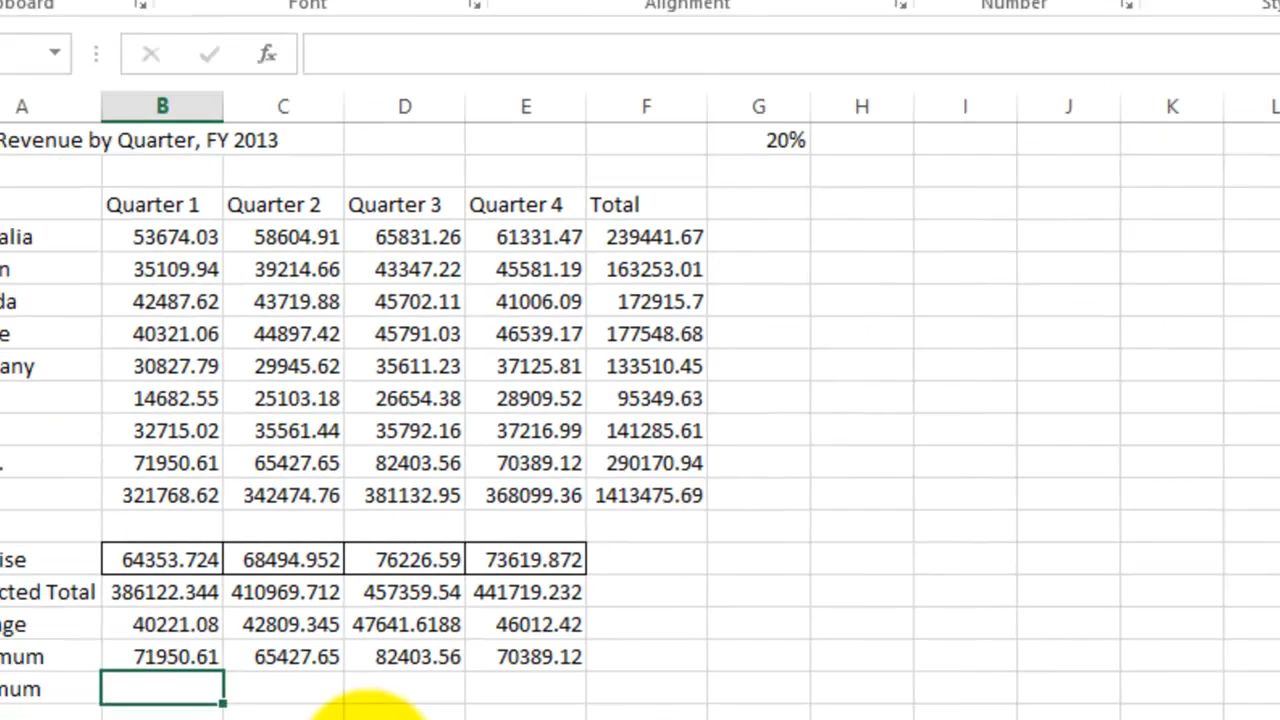 pboard Font Alignment Number Sty
fx
A B C D E F G H I J K L
Revenue by Quarter, FY 2013 20%
Quarter 1 Quarter 2 Quarter 3 Quarter 4 Total
alia 53674.03 58604.91 65831.26 61331.47 239441.67
n 35109.94 39214.66 43347.22 45581.19 163253.01
da 42487.62 43719.88 45702.11 41006.09 172915.7
e 40321.06 44897.42 45791.03 46539.17 177548.68
any 30827.79 29945.62 35611.23 37125.81 133510.45
14682.55 25103.18 26654.38 28909.52 95349.63
32715.02 35561.44 35792.16 37216.99 141285.61
. 71950.61 65427.65 82403.56 70389.12 290170.94
321768.62 342474.76 381132.95 368099.36 1413475.69
ise 64353.724 68494.952 76226.59 73619.872
cted Total 386122.344 410969.712 457359.54 441719.232
ge 40221.08 42809.345 47641.6188 46012.42
mum 71950.61 65427.65 82403.56 70389.12
mum